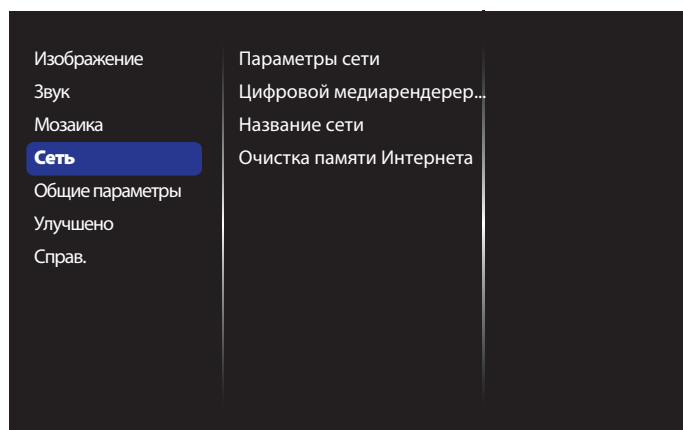 Изображение
Звук
Мозаика
Сеть
Общие параметры
Улучшено
Справ.
Параметры сети
Цифровой медиарендерер...
Название сети
Очистка памяти Интернета